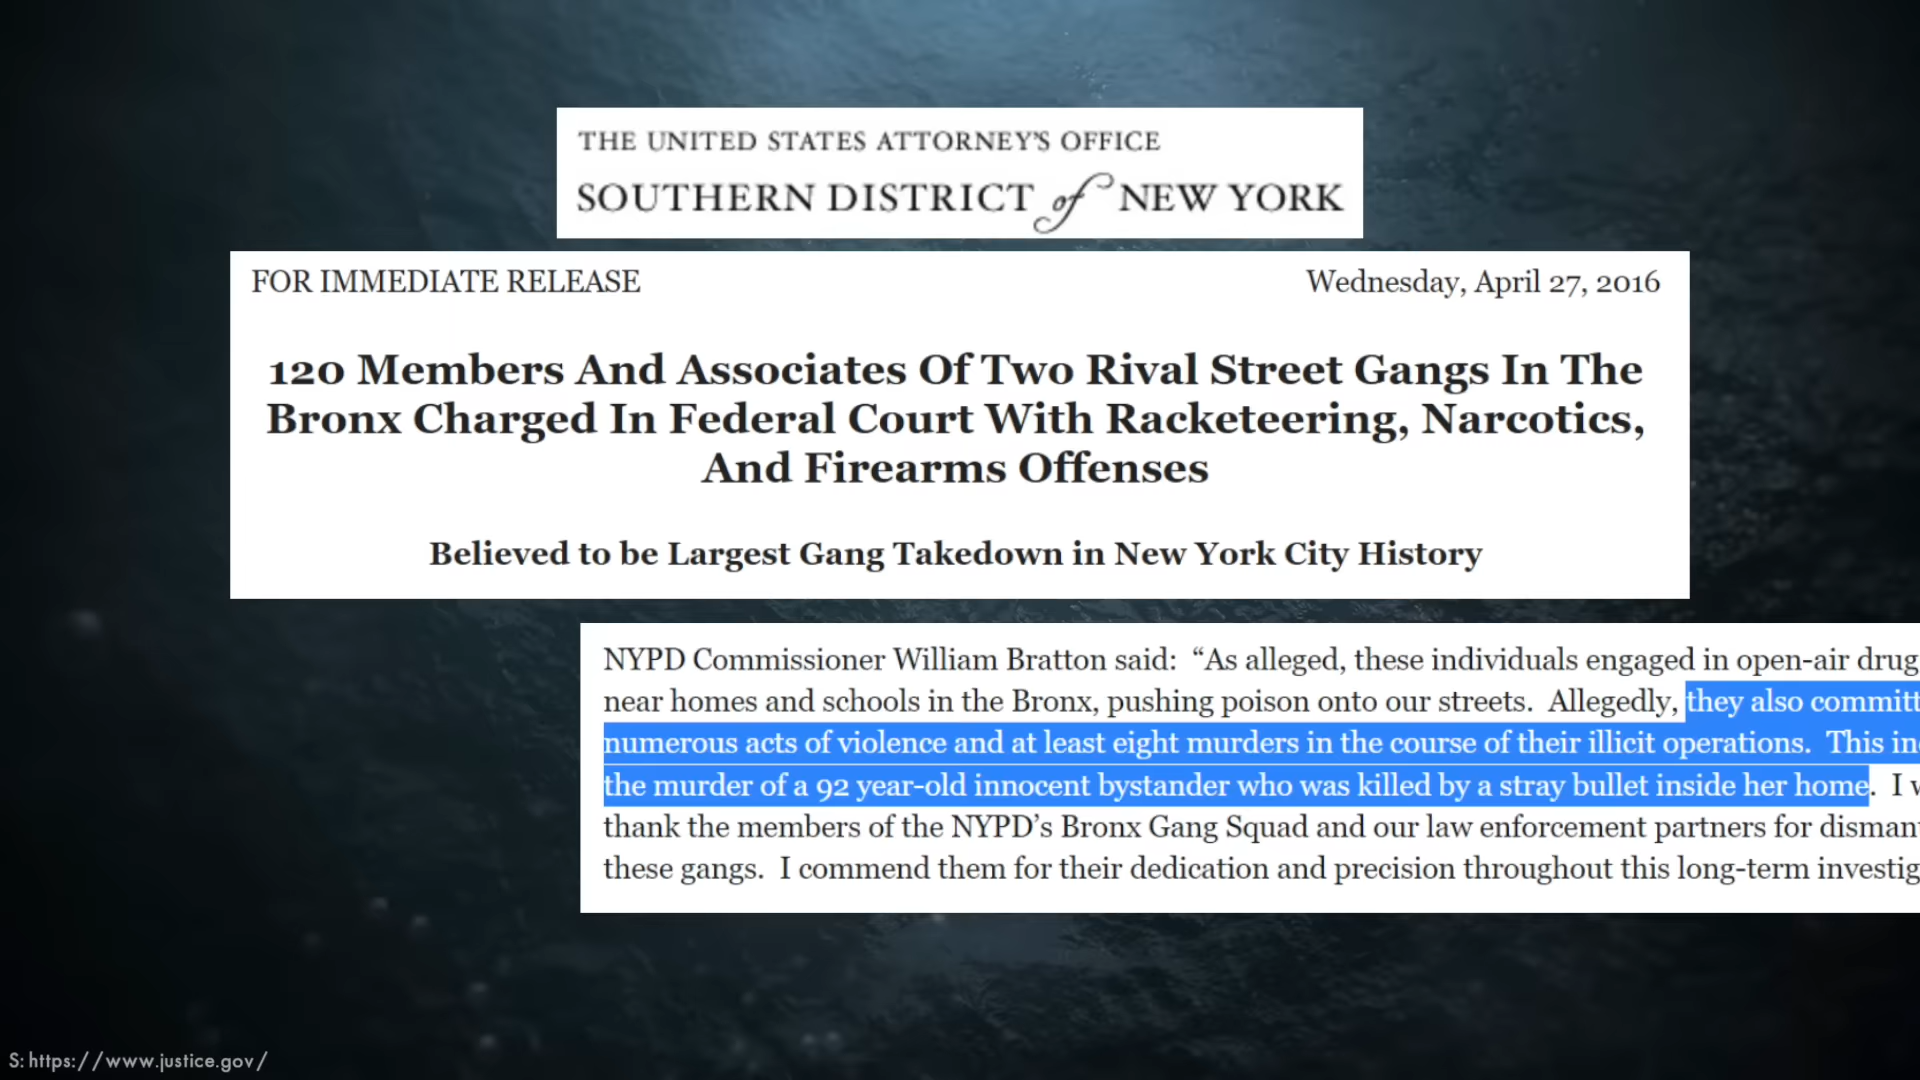 THE UNITED STATES ATTORNEY'S OFFICE
SOUTHERN DISTRICT of NEW YORK
FOR IMMEDIATE RELEASE
Wednesday, April 27, 2016
120 Members And Associates Of Two Rival Street Gangs In The
Bronx Charged In Federal Court With Racketeering, Narcotics,
And Firearms Offenses
Believed to be Largest Gang Takedown in New York City History
NYPD Commissioner William Bratton said:  “As alleged, these individuals engaged in open-air drug
near homes and schools in the Bronx, pushing poison onto our streets.  Allegedly, they also committ
numerous acts of violence and at least eight murders in the course of their illicit operations.  This in
the murder of a 92 year-old innocent bystander who was killed by a stray bullet inside her home.  I w
thank the members of the NYPD’s Bronx Gang Squad and our law enforcement partners for disman
these gangs.  I commend them for their dedication and precision throughout this long-term investig
S: https://www.justice.gov/